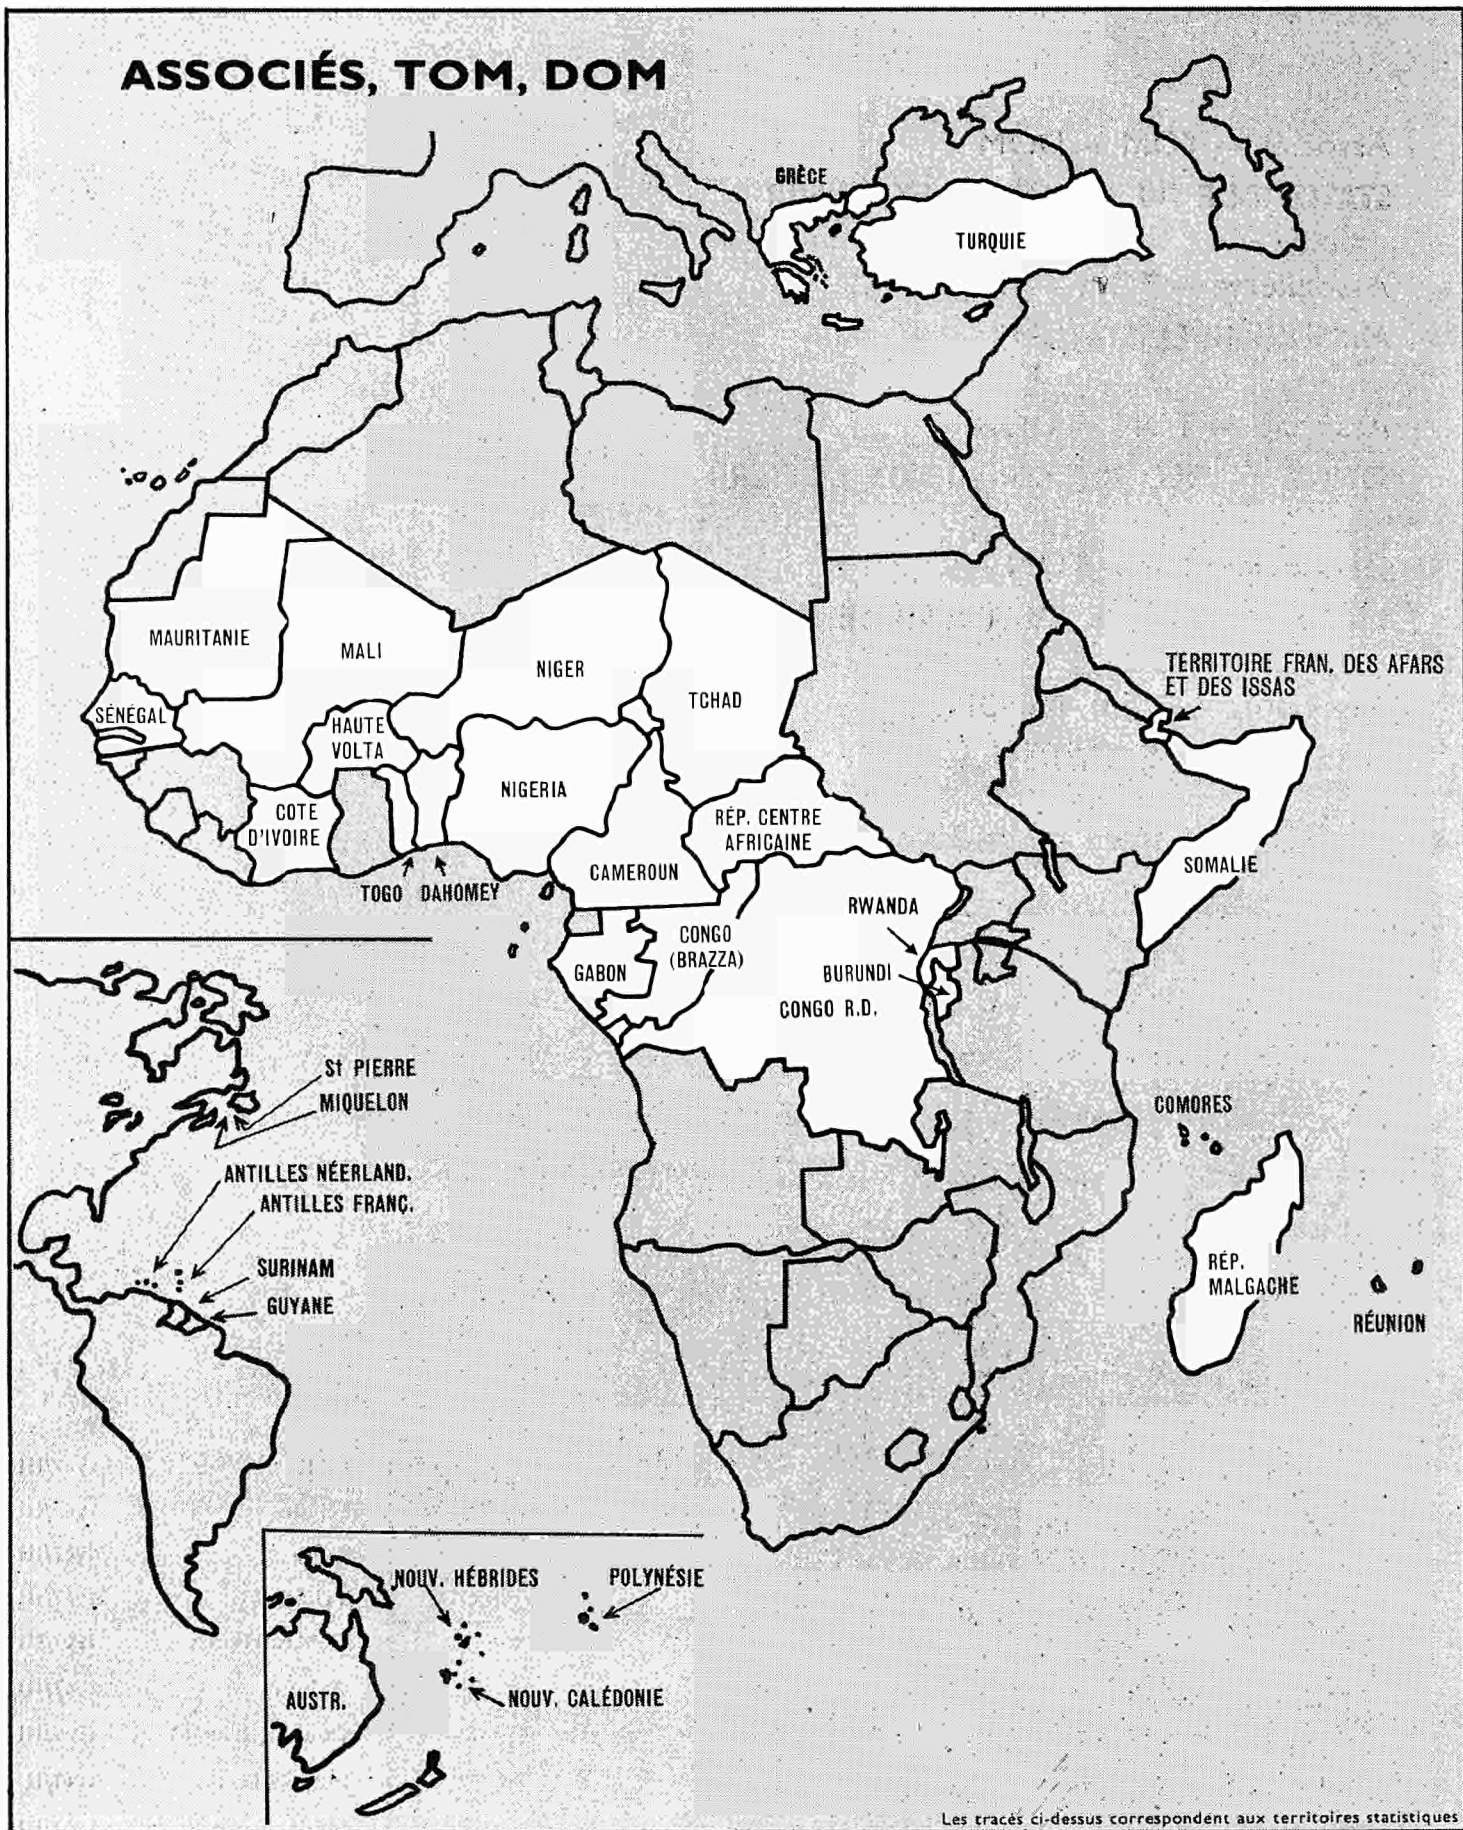 ASSOCIÉS, TOM, DOM
GRÈCE
TURQUIE
MAURITANIE
MALI
NIGER
TCHAD
TERRITOIRE FRAN. DES AFARS
ET DES ISSAS
SÉNÉGAL
HAUTE
VOLTA
NIGERIA
COTE
D'IVOIRE
RÉP. CENTRE
AFRICAINE
CAMEROUN
SOMALIE
TOGO
DAHOMEY
RWANDA
CONGO
(BRAZZA)
GABON
BURUNDI
CONGO R.D.
St PIERRE
MIQUELON
COMORES
ANTILLES NÉERLAND.
ANTILLES FRANÇ.
SURINAM
GUYANE
RÉP.
MALGACHE
RÉUNION
NOUV. HÉBRIDES
POLYNÉSIE
AUSTR.
NOUV. CALÉDONIE
Les tracés ci-dessus correspondent aux territoires statistiques